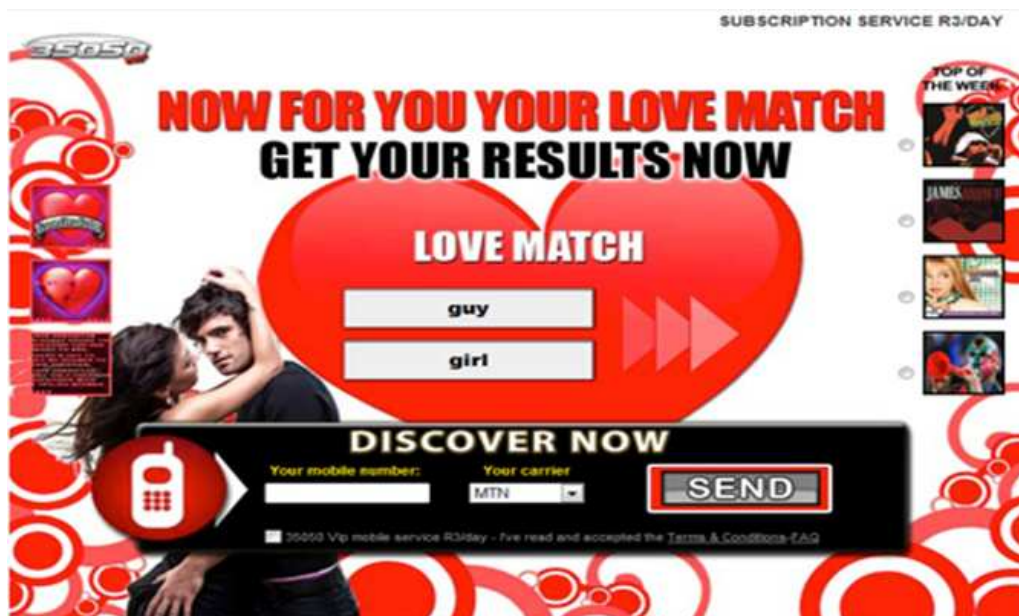 SUBSCRIPTION SERVICE R3/DAY
35050
TOP OF
THE WEEK
NOW FOR YOU YOUR LOVE MATCH
GET YOUR RESULTS NOW
JAMES
LOVE MATCH
guy
girl
DISCOVER NOW
Your mobile number:
Your carrier
MTN
SEND
35050 Vip mobile service R3/day - I've read and accepted the Terms & Conditions-FAQ